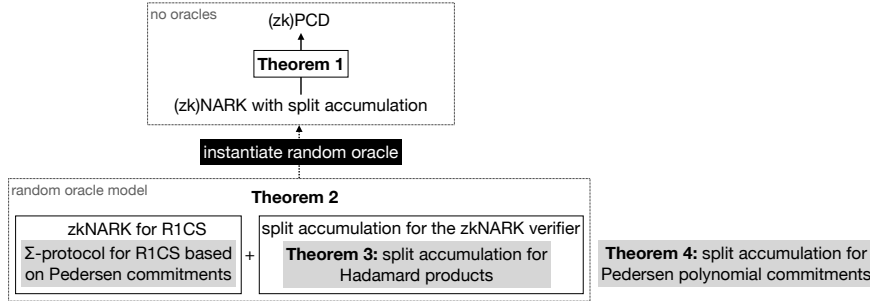 no oracles
(zk)PCD
Theorem 1
(zk)NARK with split accumulation
instantiate random oracle
random oracle model
Theorem 2
zkNARK for R1CS
Σ-protocol for R1CS based
on Pedersen commitments
+
split accumulation for the zkNARK verifier
Theorem 3: split accumulation for
Hadamard products
Theorem 4: split accumulation for
Pedersen polynomial commitments